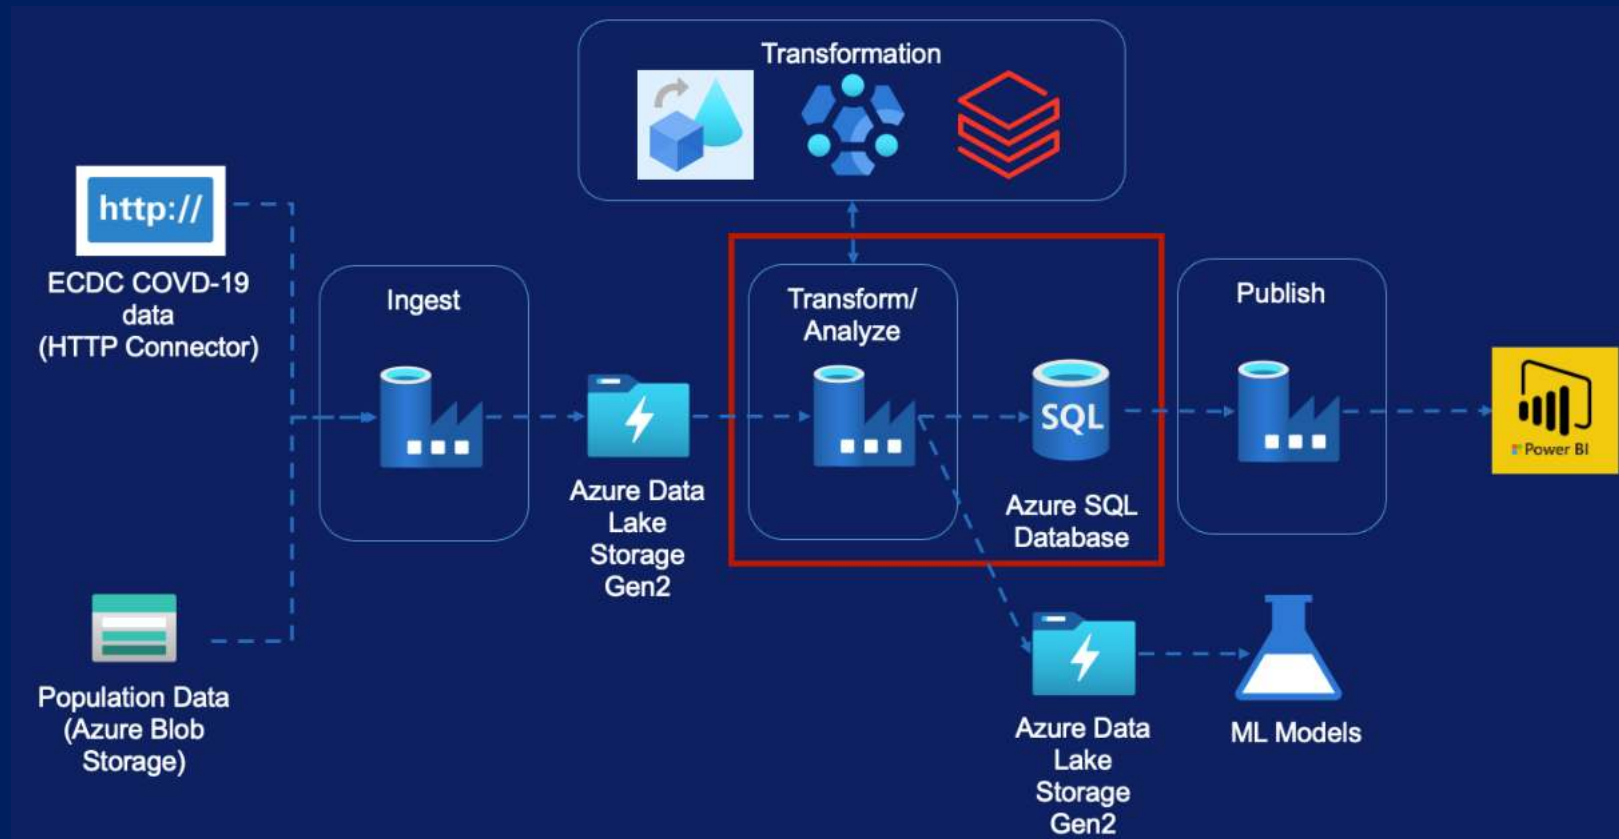 Transformation
http://
ECDC COVD-19
data
(HTTP Connector)
Ingest
Transform/
Analyze
Publish
SQL
Power BI
Azure Data
Lake
Storage
Gen2
Azure SQL
Database
Population Data
(Azure Blob
Storage)
Azure Data
Lake
Storage
Gen2
ML Models